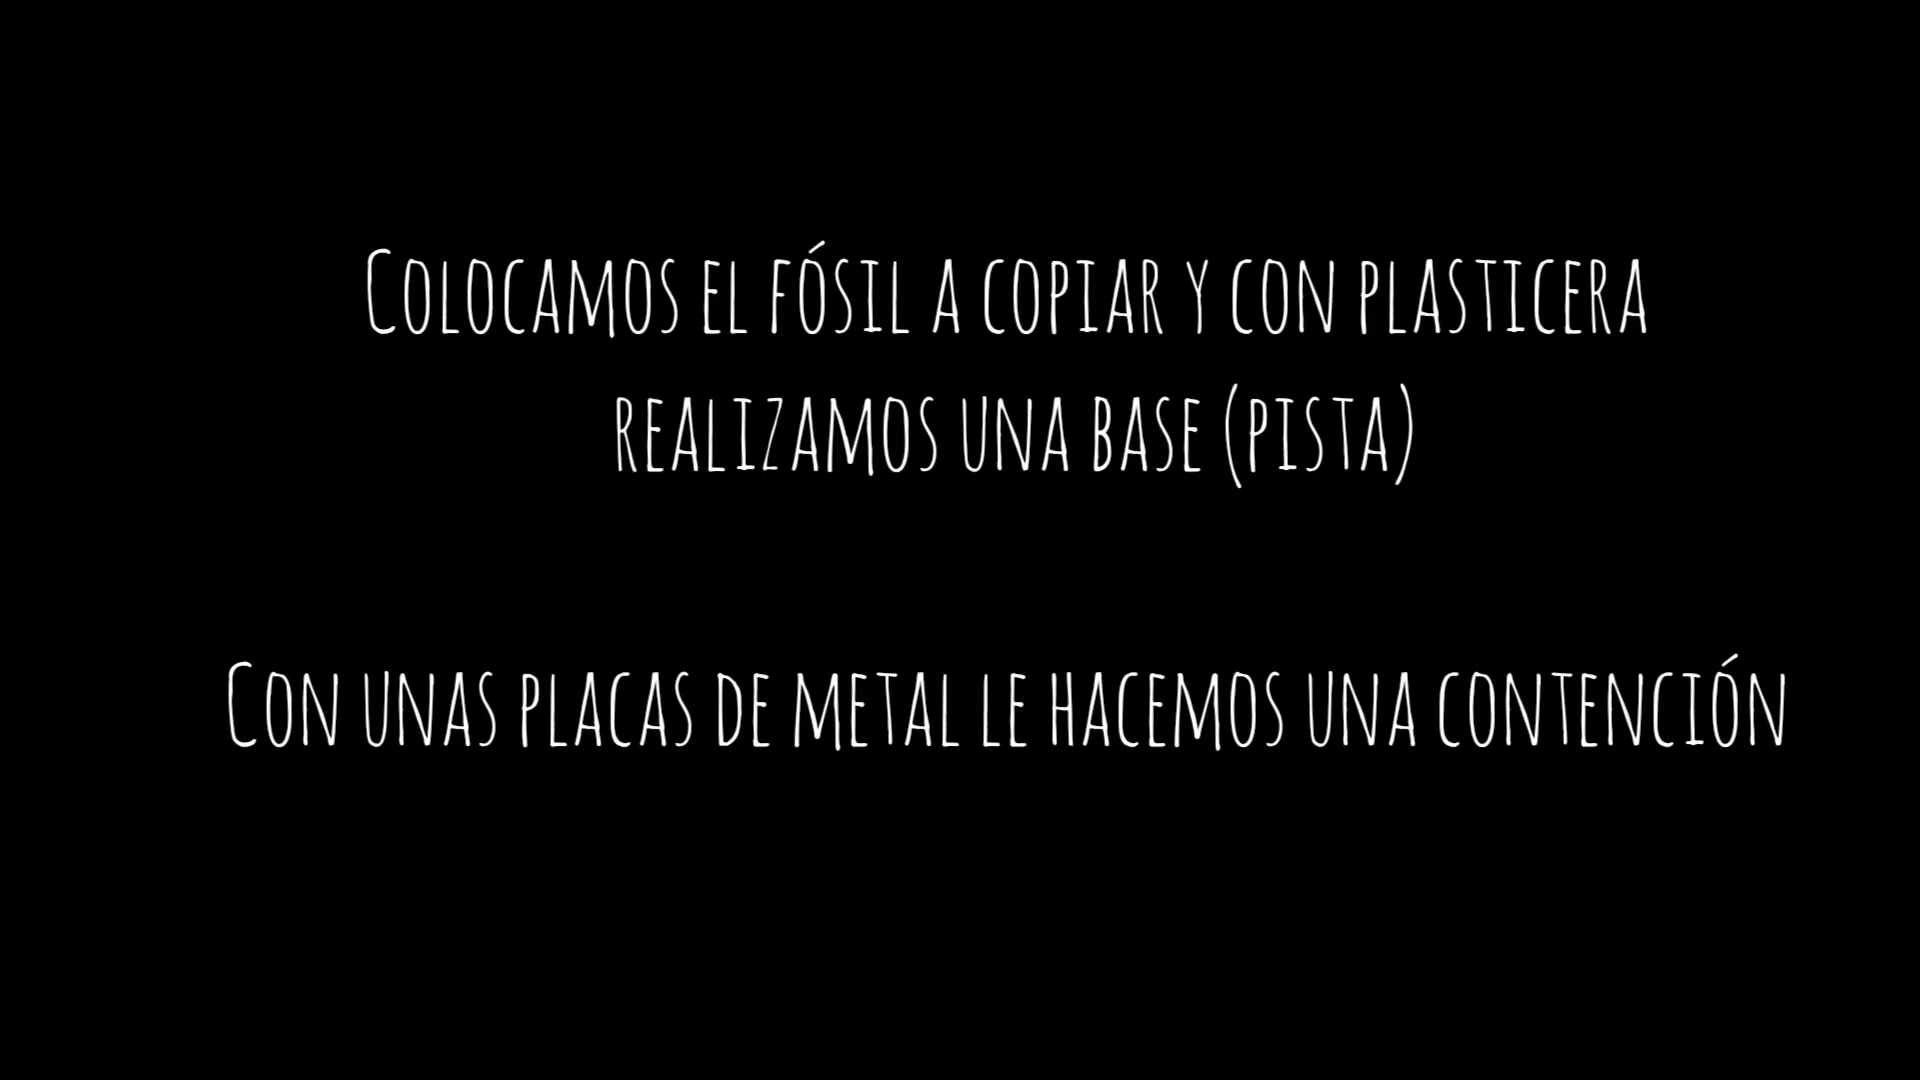 Colocamos el fósil a copiar y con plasticera
realizamos una base (pista)
Con unas placas de metal le hacemos una contención